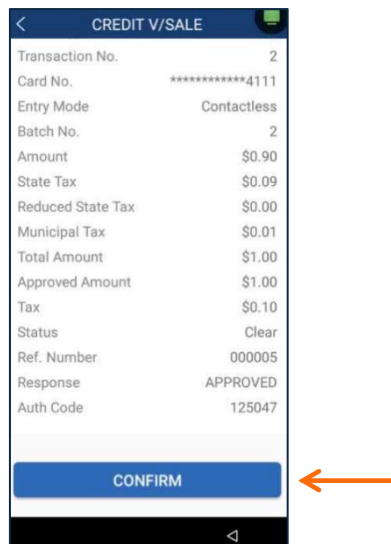 CREDIT V/SALE
Transaction No. 2
Card No. ************4111
Entry Mode Contactless
Batch No. 2
Amount $0.90
State Tax $0.09
Reduced State Tax $0.00
Municipal Tax $0.01
Total Amount $1.00
Approved Amount $1.00
Tax $0.10
Status Clear
Ref. Number 000005
Response APPROVED
Auth Code 125047
CONFIRM